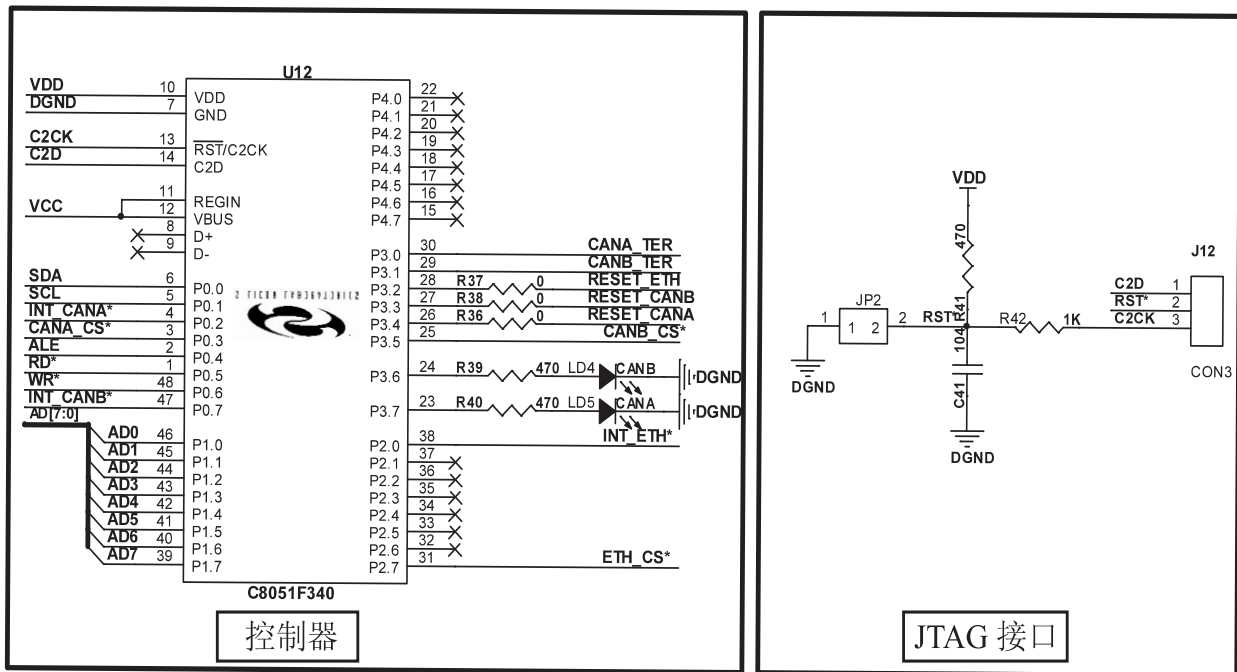 U12
VDD 10 VDD
DGND 7 GND
C2CK 13 RST/C2CK
C2D 14 C2D
11 REGIN
VCC 12 VBUS
8 D+
9 D-
SDA 6 P0.0
SCL 5 P0.1
INT_CANA* 4 P0.2
CANA_CS* 3 P0.3
ALE 2 P0.4
RD* 1 P0.5
WR* 48 P0.6
INT_CANB* 47 P0.7
AD[7:0]
AD0 46 P1.0
AD1 45 P1.1
AD2 44 P1.2
AD3 43 P1.3
AD4 42 P1.4
AD5 41 P1.5
AD6 40 P1.6
AD7 39 P1.7
P4.0 22
P4.1 21
P4.2 20
P4.3 19
P4.4 18
P4.5 17
P4.6 16
P4.7 15
P3.0 30 CANA_TER
P3.1 29 CANB_TER
P3.2 28 R37 0 RESET_ETH
P3.3 27 R38 0 RESET_CANB
P3.4 26 R36 0 RESET_CANA
P3.5 25 CANB_CS*
P3.6 24 R39 470 LD4 CANB DGND
P3.7 23 R40 470 LD5 CANA DGND
P2.0 38 INT_ETH*
P2.1 37
P2.2 36
P2.3 35
P2.4 34
P2.5 33
P2.6 32
P2.7 31 ETH_CS*
C8051F340
控制器
VDD
470
R41
JP2
1 1 2 2 RST*
DGND
R42 1K
104
C41
DGND
J12
C2D 1
RST* 2
C2CK 3
CON3
JTAG 接口